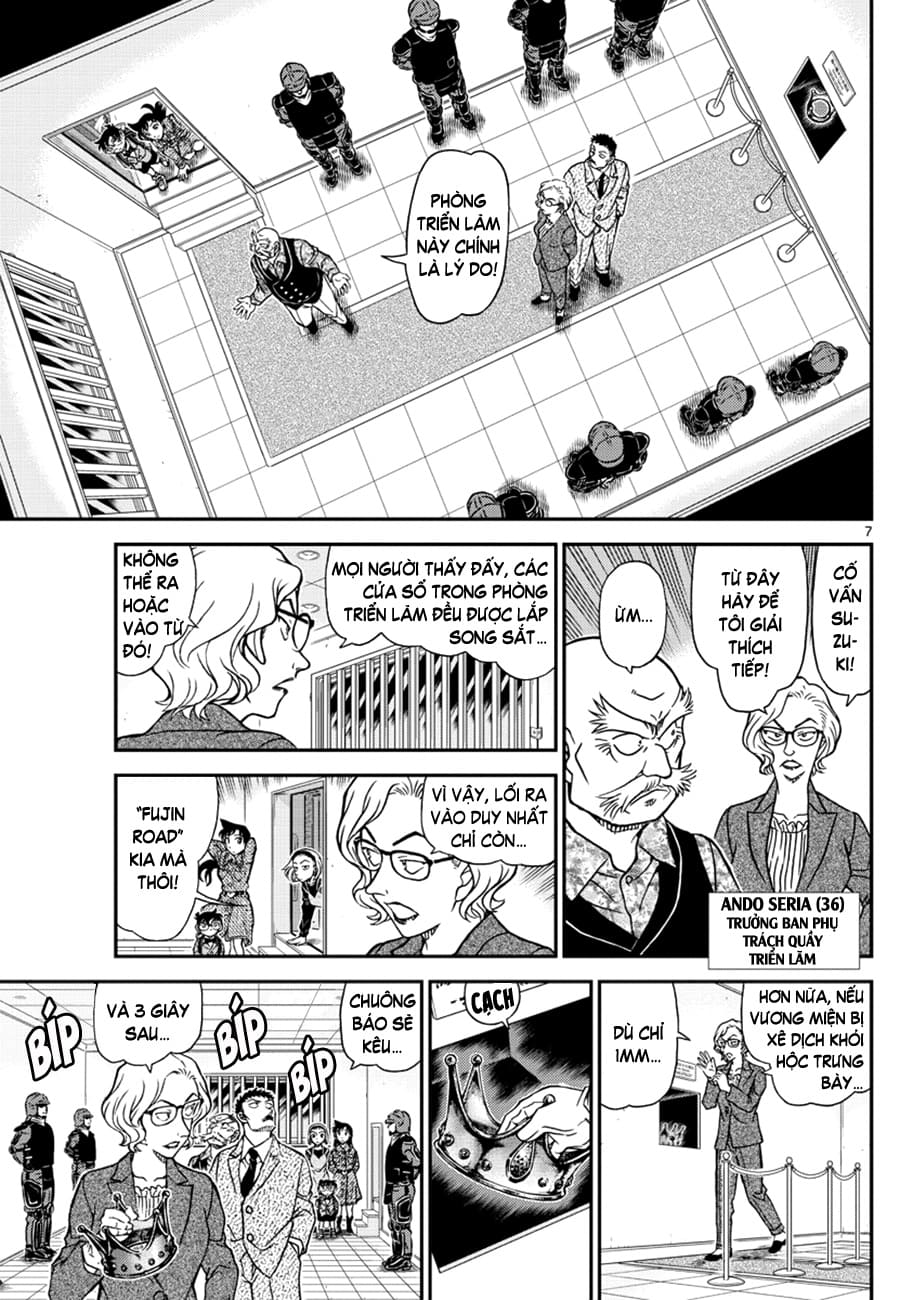 PHÒNG
TRIỂN LÃM
NÀY CHÍNH
LÀ LÝ DO!
7
CỐ
VẤN
SU-
ZU-
KI!
TỪ ĐÂY
HÃY ĐỂ
TÔI GIẢI
THÍCH
TIẾP!
ỪM...
ANDO SERIA (36)
TRƯỞNG BAN PHỤ
TRÁCH QUẦY
TRIỂN LÃM
MỌI NGƯỜI THẤY ĐẤY, CÁC
CỬA SỔ TRONG PHÒNG
TRIỂN LÃM ĐỀU ĐƯỢC LẮP
SONG SẮT...
KHÔNG
THỂ RA
HOẶC
VÀO TỪ
ĐÓ!
VÌ VẬY, LỐI RA
VÀO DUY NHẤT
CHỈ CÒN...
“FUJIN
ROAD”
KIA MÀ
THÔI!
HƠN NỮA, NẾU
VƯƠNG MIỆN BỊ
XÊ DỊCH KHỎI
HỘC TRƯNG
BÀY...
DÙ CHỈ
1MM...
CẠCH
CHUÔNG
BÁO SẼ
KÊU...
VÀ 3 GIÂY
SAU...
BÍP
BÍP
BÍP